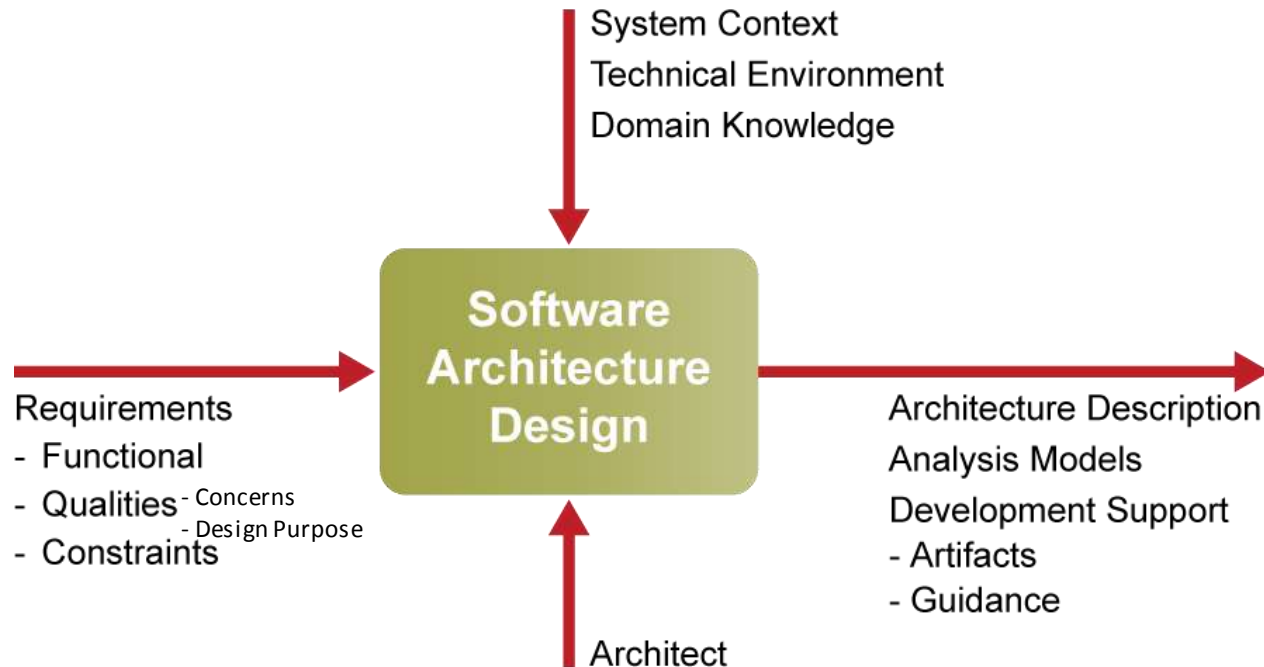 System Context
Technical Environment
Domain Knowledge
Software
Architecture
Design
Requirements
- Functional
- Qualities
- Concerns
- Design Purpose
- Constraints
Architecture Description
Analysis Models
Development Support
- Artifacts
- Guidance
Architect